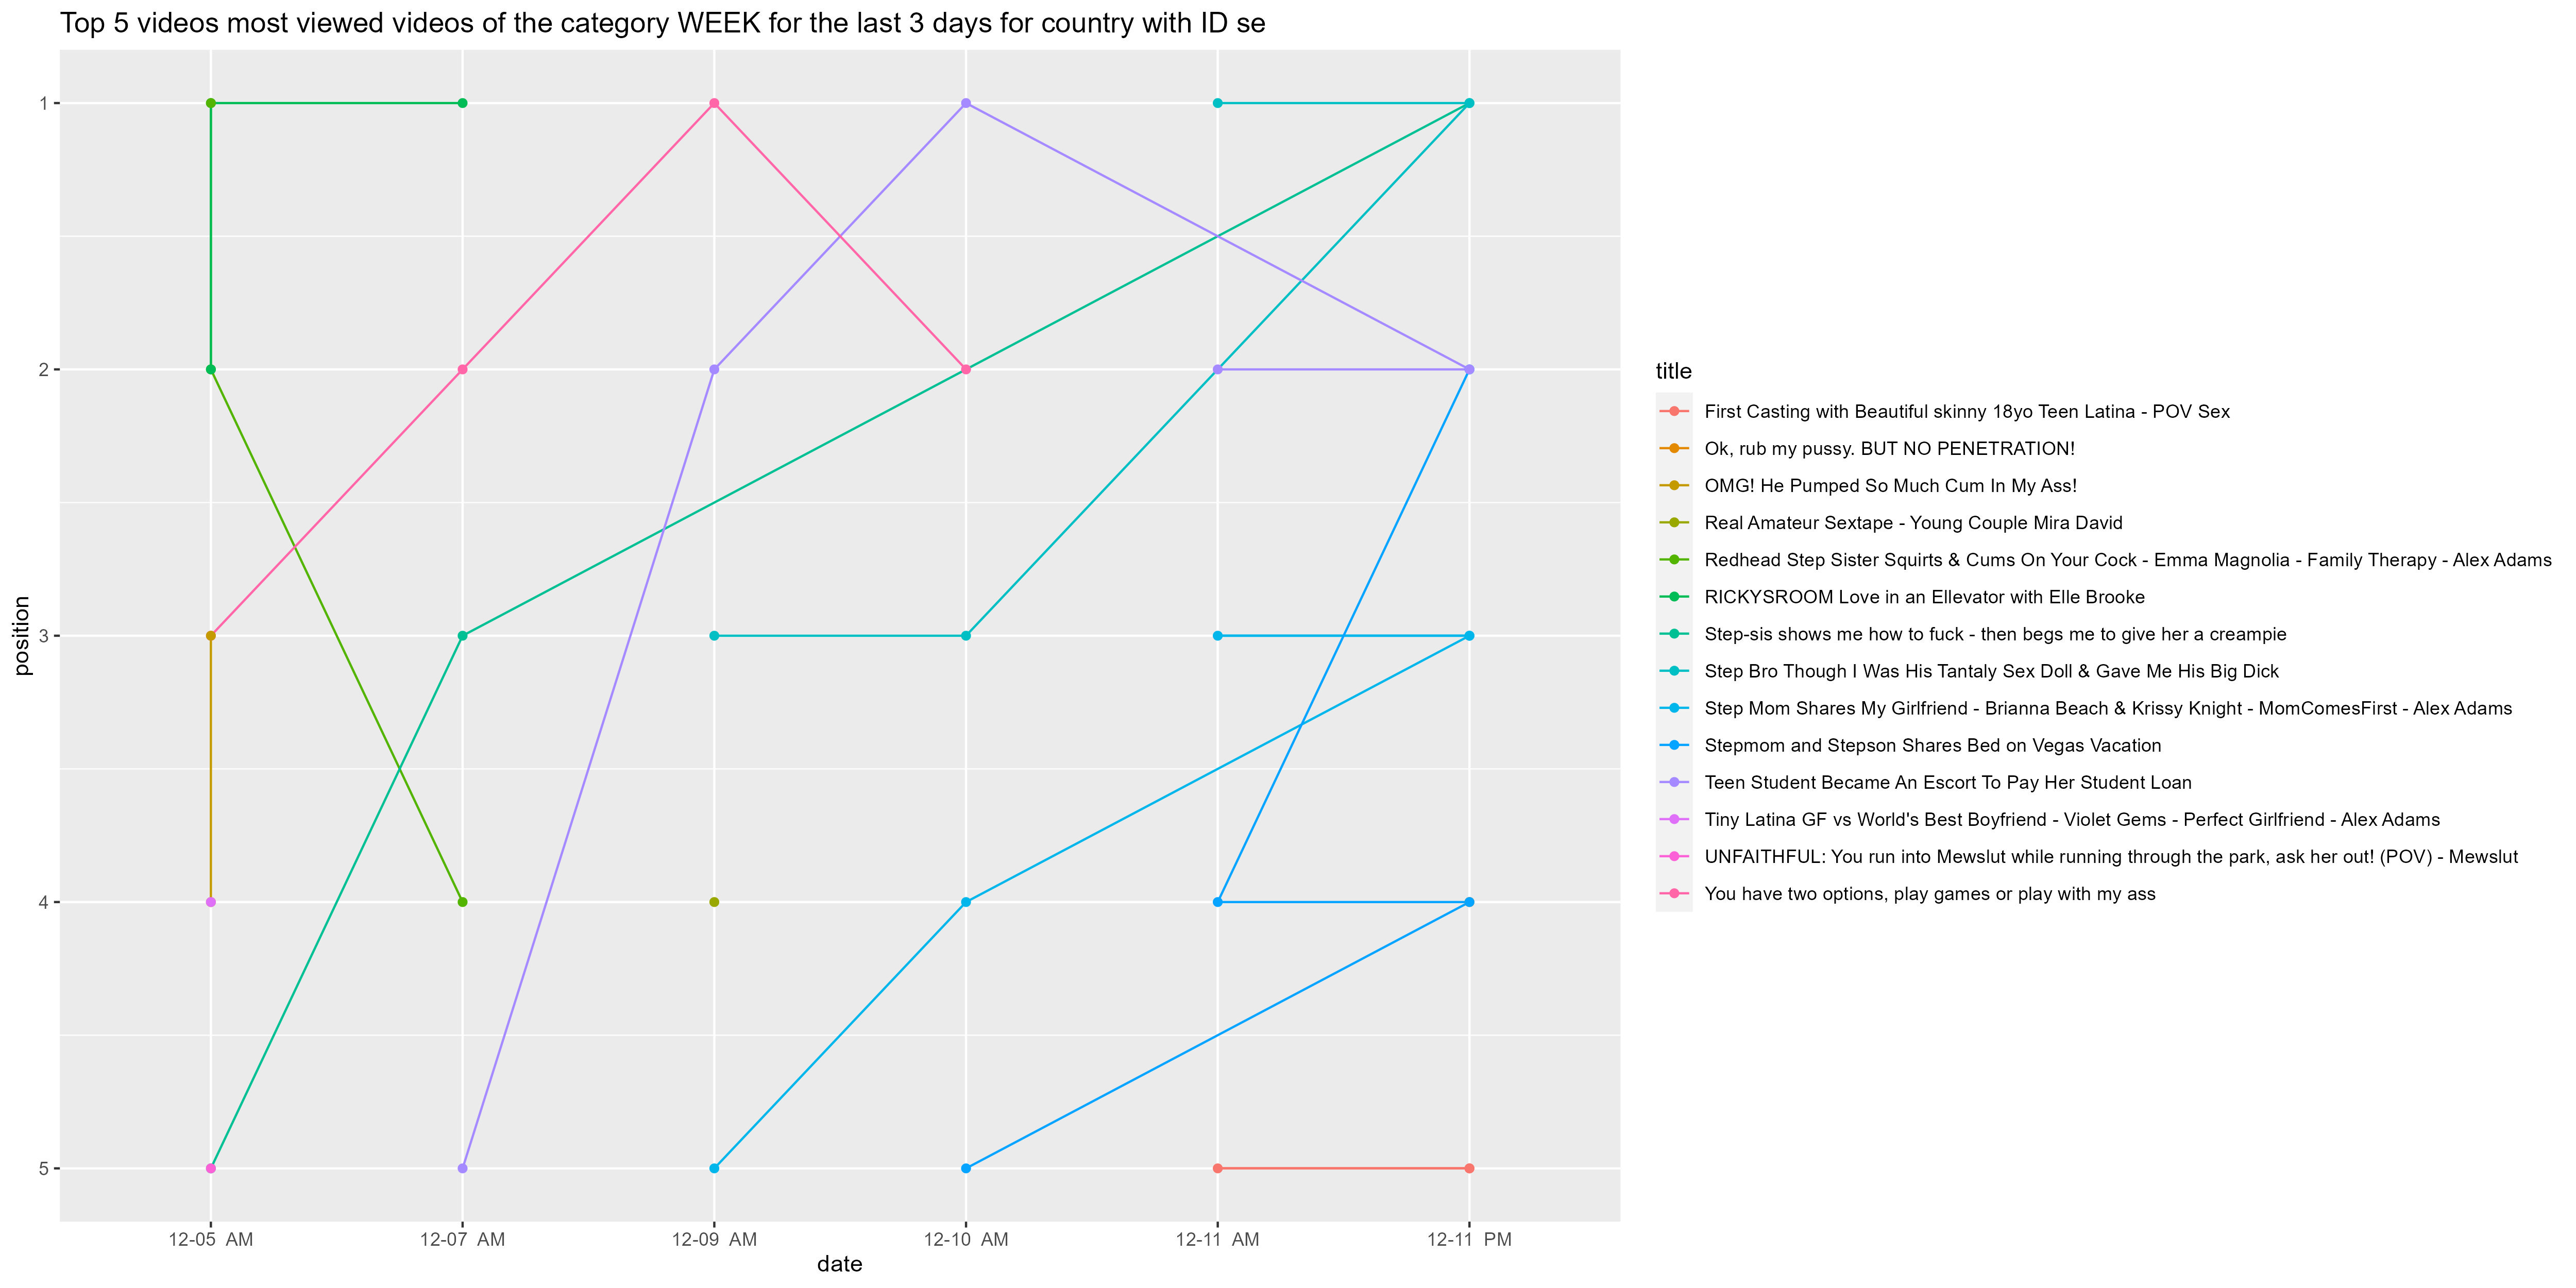 Top 5 videos most viewed videos of the category WEEK for the last 3 days for country with ID se
position
1
2
3
4
5
12-05 AM
12-07 AM
12-09 AM
12-10 AM
12-11 AM
12-11 PM
date
title
First Casting with Beautiful skinny 18yo Teen Latina - POV Sex
Ok, rub my pussy. BUT NO PENETRATION!
OMG! He Pumped So Much Cum In My Ass!
Real Amateur Sextape - Young Couple Mira David
Redhead Step Sister Squirts & Cums On Your Cock - Emma Magnolia - Family Therapy - Alex Adams
RICKYSROOM Love in an Ellevator with Elle Brooke
Step-sis shows me how to fuck - then begs me to give her a creampie
Step Bro Though I Was His Tantaly Sex Doll & Gave Me His Big Dick
Step Mom Shares My Girlfriend - Brianna Beach & Krissy Knight - MomComesFirst - Alex Adams
Stepmom and Stepson Shares Bed on Vegas Vacation
Teen Student Became An Escort To Pay Her Student Loan
Tiny Latina GF vs World's Best Boyfriend - Violet Gems - Perfect Girlfriend - Alex Adams
UNFAITHFUL: You run into Mewslut while running through the park, ask her out! (POV) - Mewslut
You have two options, play games or play with my ass